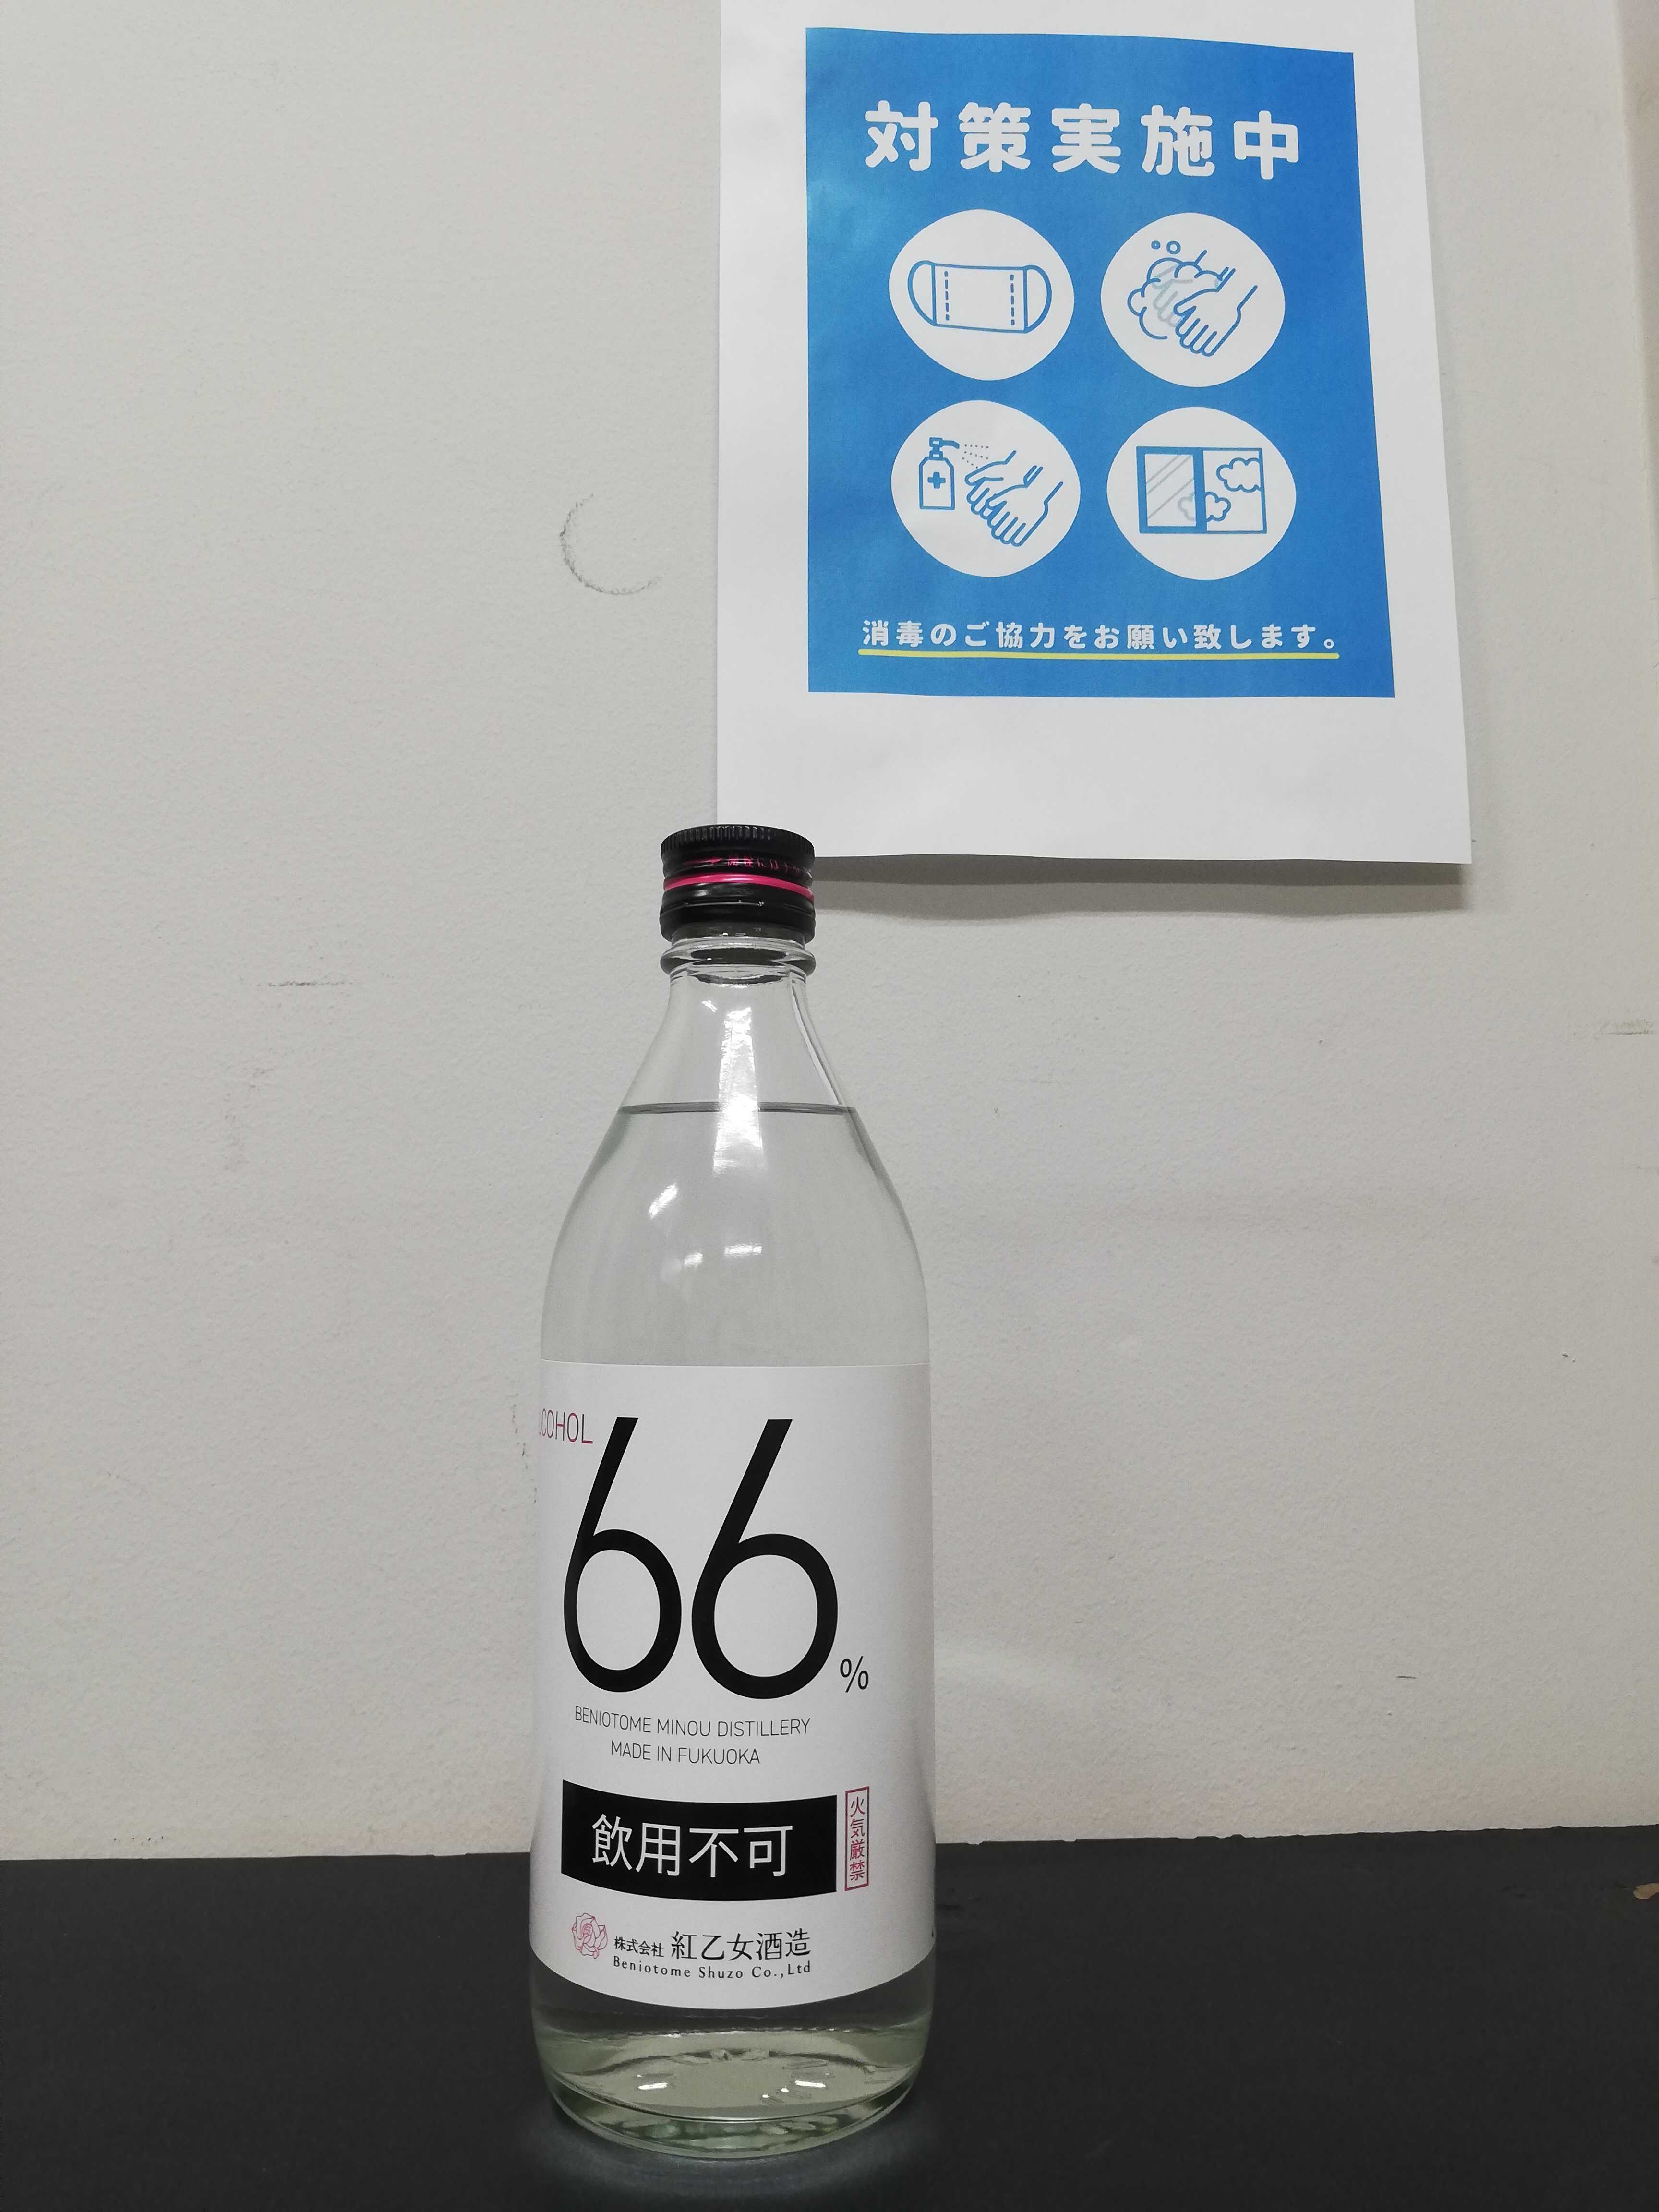 対策実施中
消毒のご協力をお願い致します。
COHOL
66
%
BENIOTOME MINOU DISTILLERY
MADE IN FUKUOKA
飲用不可
火気厳禁
株式会社 紅乙女酒造
Beniotome Shuzo Co.,Ltd